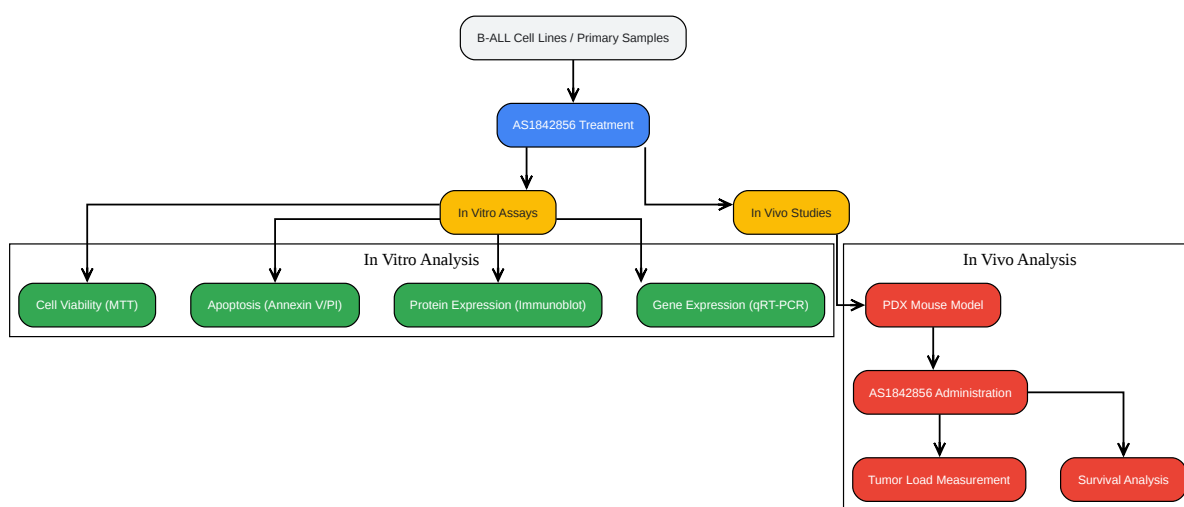 B-ALL Cell Lines / Primary Samples
AS1842856 Treatment
In Vitro Assays
In Vivo Studies
In Vitro Analysis
In Vivo Analysis
Cell Viability (MTT)
Apoptosis (Annexin V/PI)
Protein Expression (Immunoblot)
Gene Expression (qRT-PCR)
PDX Mouse Model
AS1842856 Administration
Tumor Load Measurement
Survival Analysis